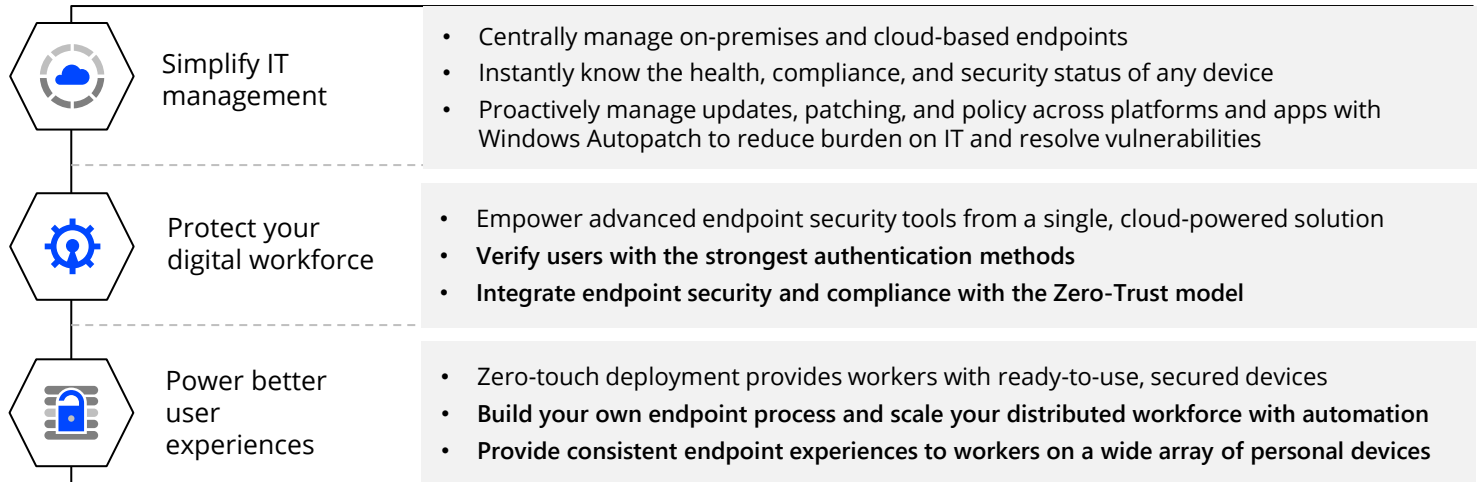 Simplify IT
management
• Centrally manage on-premises and cloud-based endpoints
• Instantly know the health, compliance, and security status of any device
• Proactively manage updates, patching, and policy across platforms and apps with
Windows Autopatch to reduce burden on IT and resolve vulnerabilities
Protect your
digital workforce
• Empower advanced endpoint security tools from a single, cloud-powered solution
• Verify users with the strongest authentication methods
• Integrate endpoint security and compliance with the Zero-Trust model
Power better
user
experiences
• Zero-touch deployment provides workers with ready-to-use, secured devices
• Build your own endpoint process and scale your distributed workforce with automation
• Provide consistent endpoint experiences to workers on a wide array of personal devices